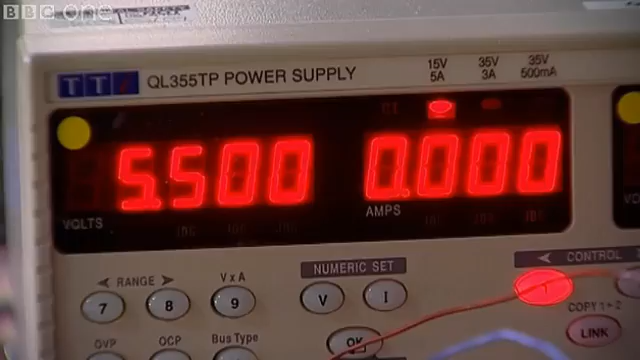 BBC one
TTi QL355TP POWER SUPPLY
15V 5A
35V 3A
35V 500mA
5.500
0.000
VOLTS
AMPS
RANGE
V x A
NUMERIC SET
CONTROL
7
8
9
V
I
COPY 1+2
OVP
OCP
Bus Type
OK
LINK